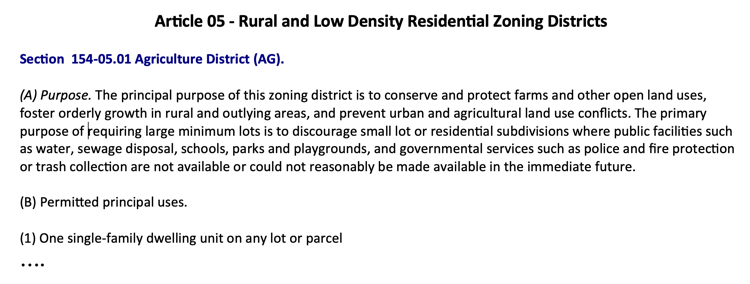 Article 05 - Rural and Low Density Residential Zoning Districts
Section  154-05.01 Agriculture District (AG).
(A) Purpose. The principal purpose of this zoning district is to conserve and protect farms and other open land uses,
foster orderly growth in rural and outlying areas, and prevent urban and agricultural land use conflicts. The primary
purpose of requiring large minimum lots is to discourage small lot or residential subdivisions where public facilities such
as water, sewage disposal, schools, parks and playgrounds, and governmental services such as police and fire protection
or trash collection are not available or could not reasonably be made available in the immediate future.
(B) Permitted principal uses.
(1) One single-family dwelling unit on any lot or parcel
....